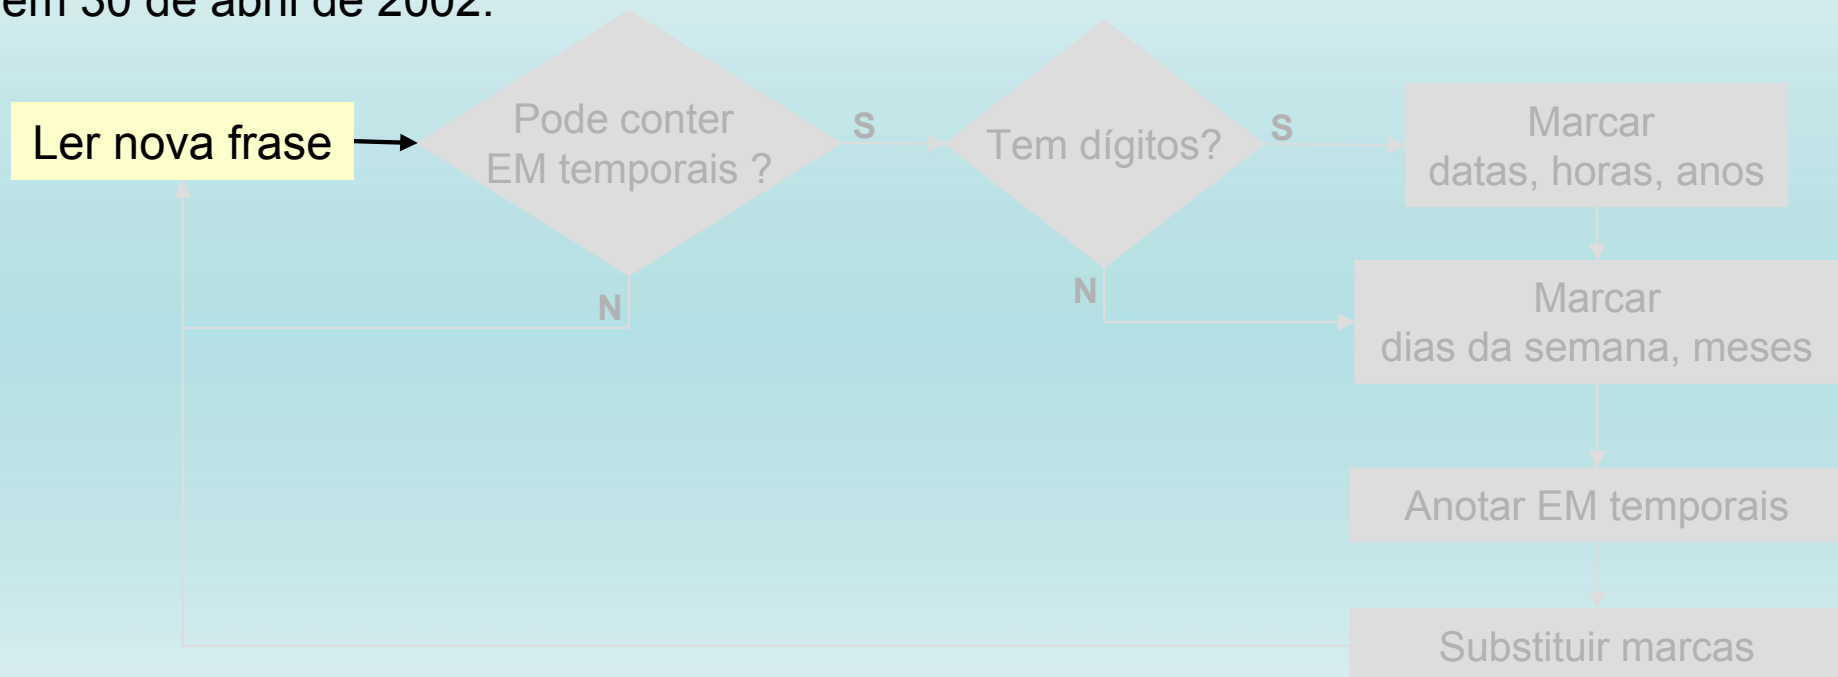 em 30 de abril de 2002.
Ler nova frase
Pode conter
EM temporais ?
S
Tem dígitos?
S
Marcar
datas, horas, anos
N
N
Marcar
dias da semana, meses
Anotar EM temporais
Substituir marcas